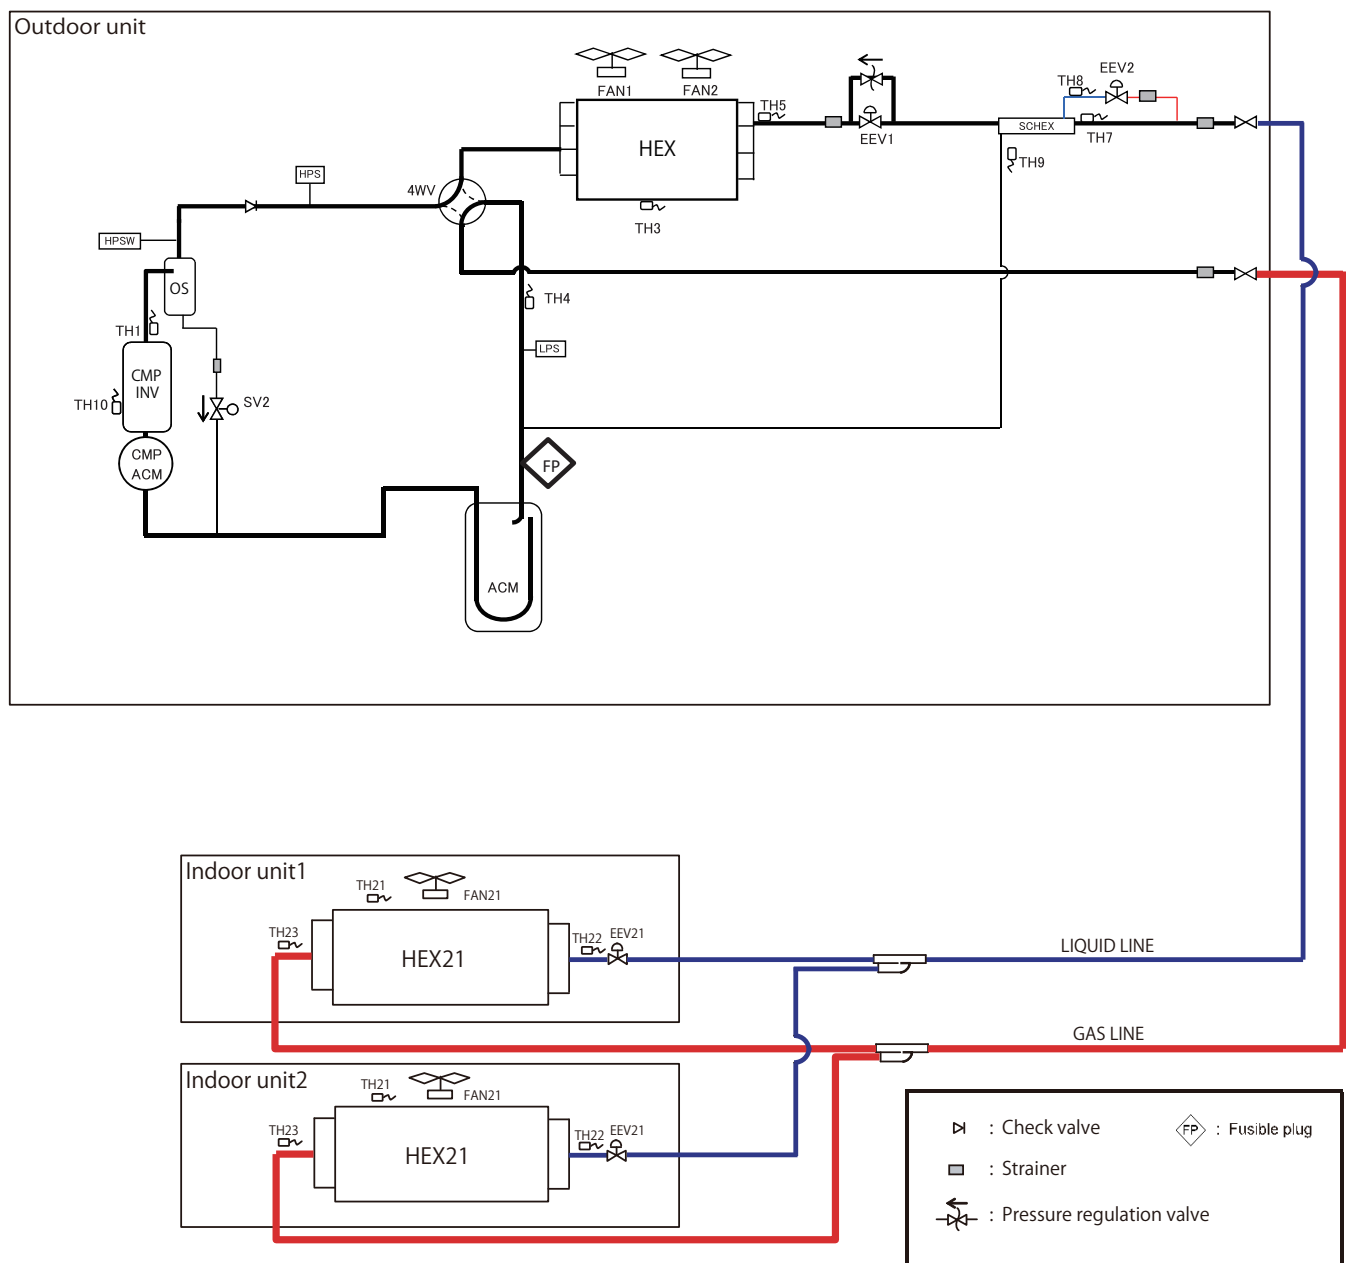 Outdoor unit
FAN1
FAN2
TH5
EEV1
TH8
EEV2
SCHEX
TH7
TH9
HEX
TH3
4WV
HPS
HPSW
OS
TH1
CMP
INV
TH10
SV2
CMP
ACM
TH4
LPS
FP
ACM
Indoor unit1
TH21
FAN21
TH23
HEX21
TH22
EEV21
LIQUID LINE
GAS LINE
Indoor unit2
TH21
FAN21
TH23
HEX21
TH22
EEV21
: Check valve
FP : Fusible plug
: Strainer
: Pressure regulation valve